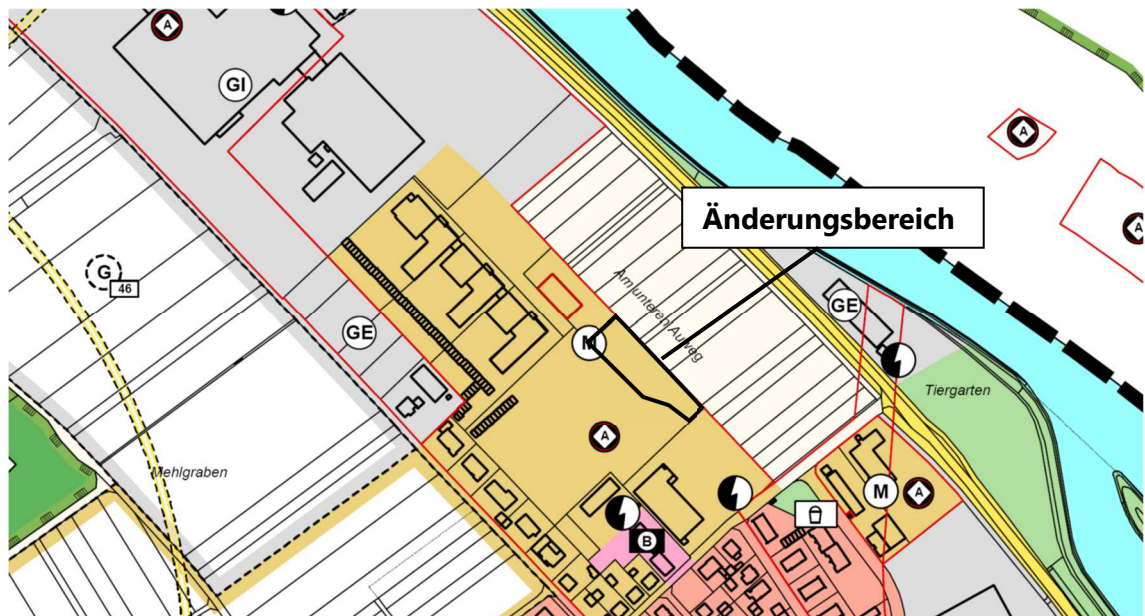 A
GI
A
Änderungsbereich
A
G
46
Am unteren Auweg
GE
GE
M
Tiergarten
A
Mehlgraben
M
A
B